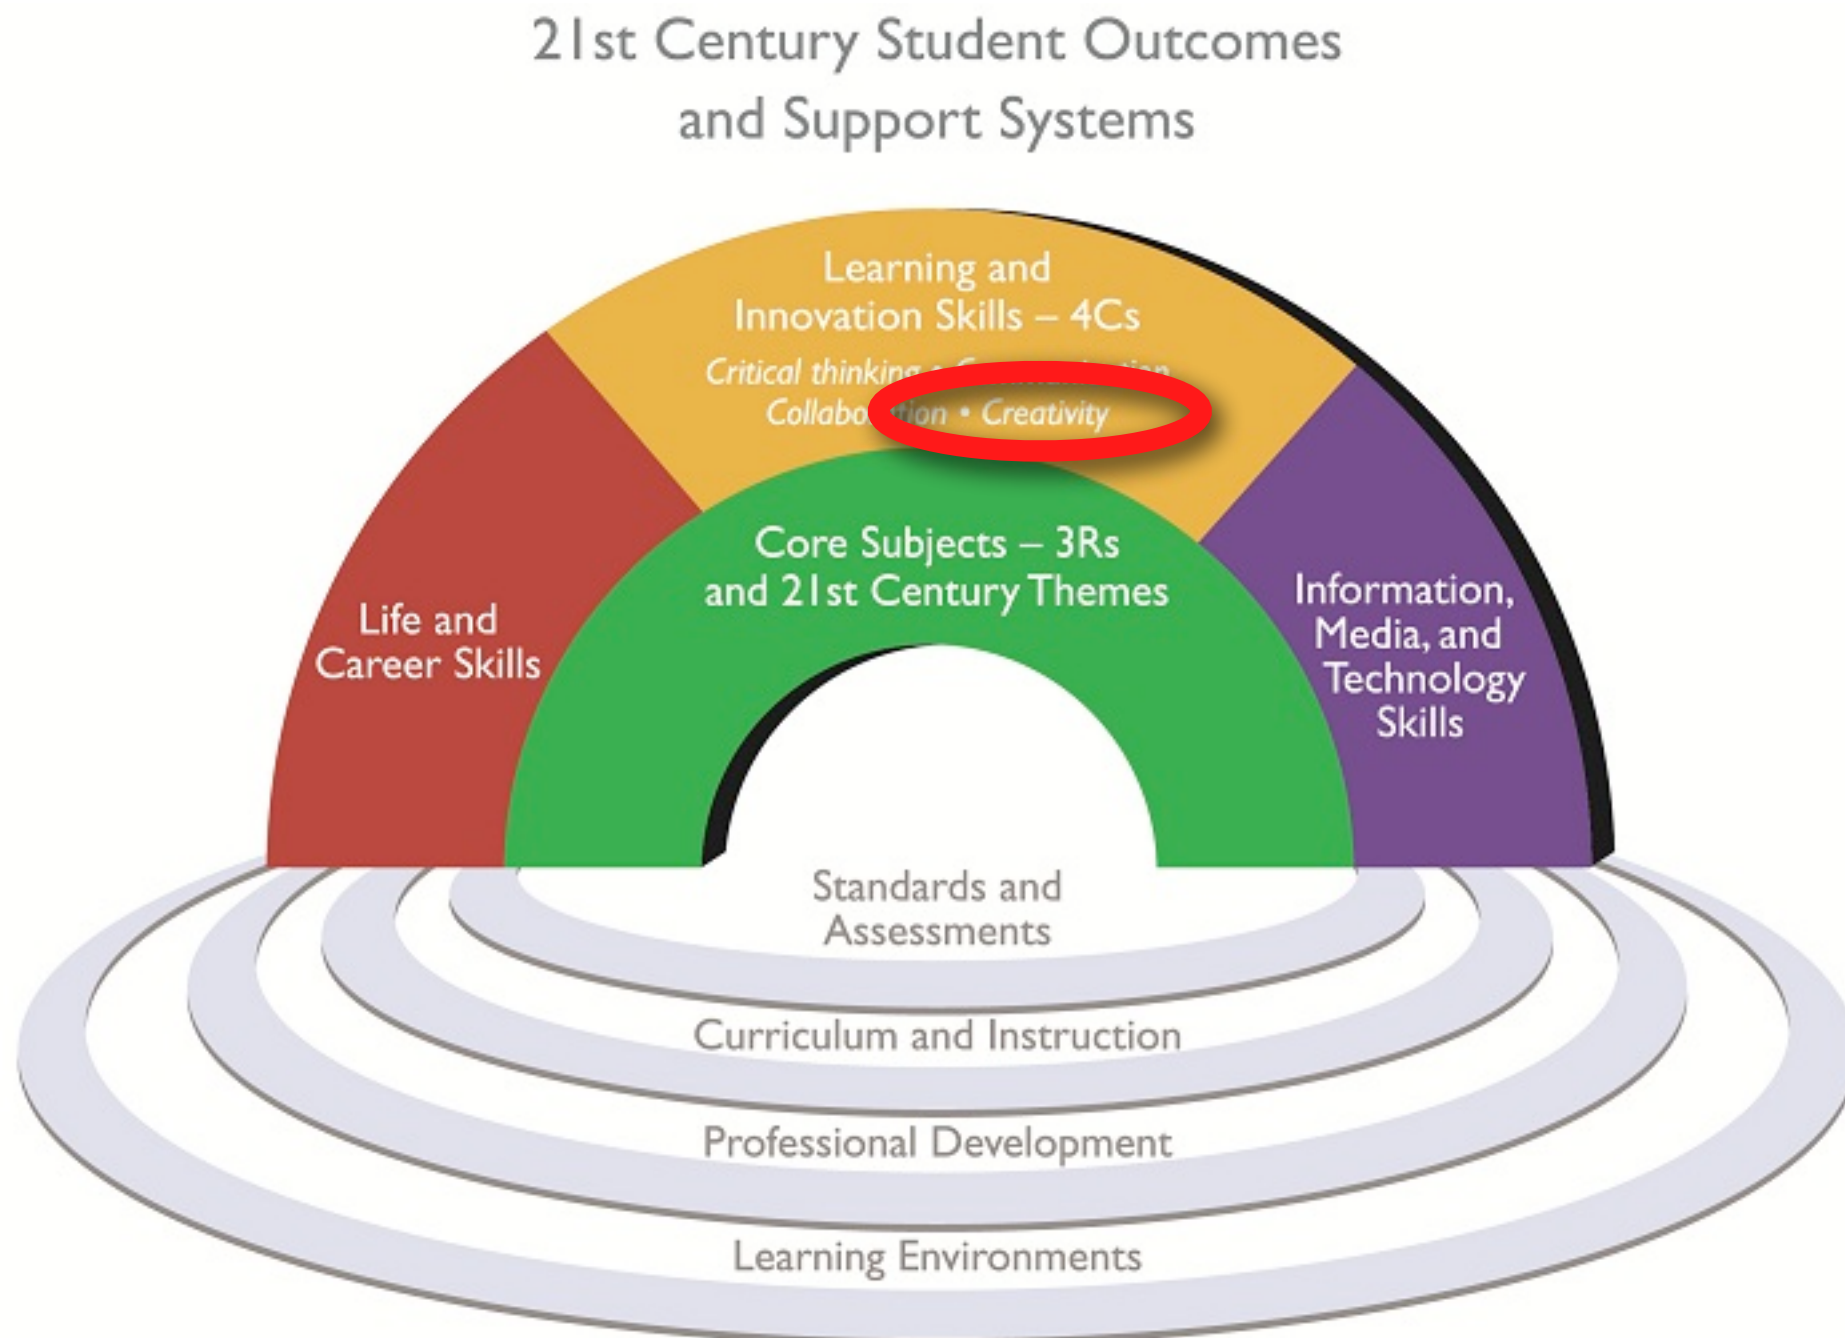 21st Century Student Outcomes
and Support Systems
Learning and
Innovation Skills – 4Cs
Critical thinking •
Collaboration • Creativity
Core Subjects – 3Rs
and 21st Century Themes
Life and
Career Skills
Information,
Media, and
Technology
Skills
Standards and
Assessments
Curriculum and Instruction
Professional Development
Learning Environments